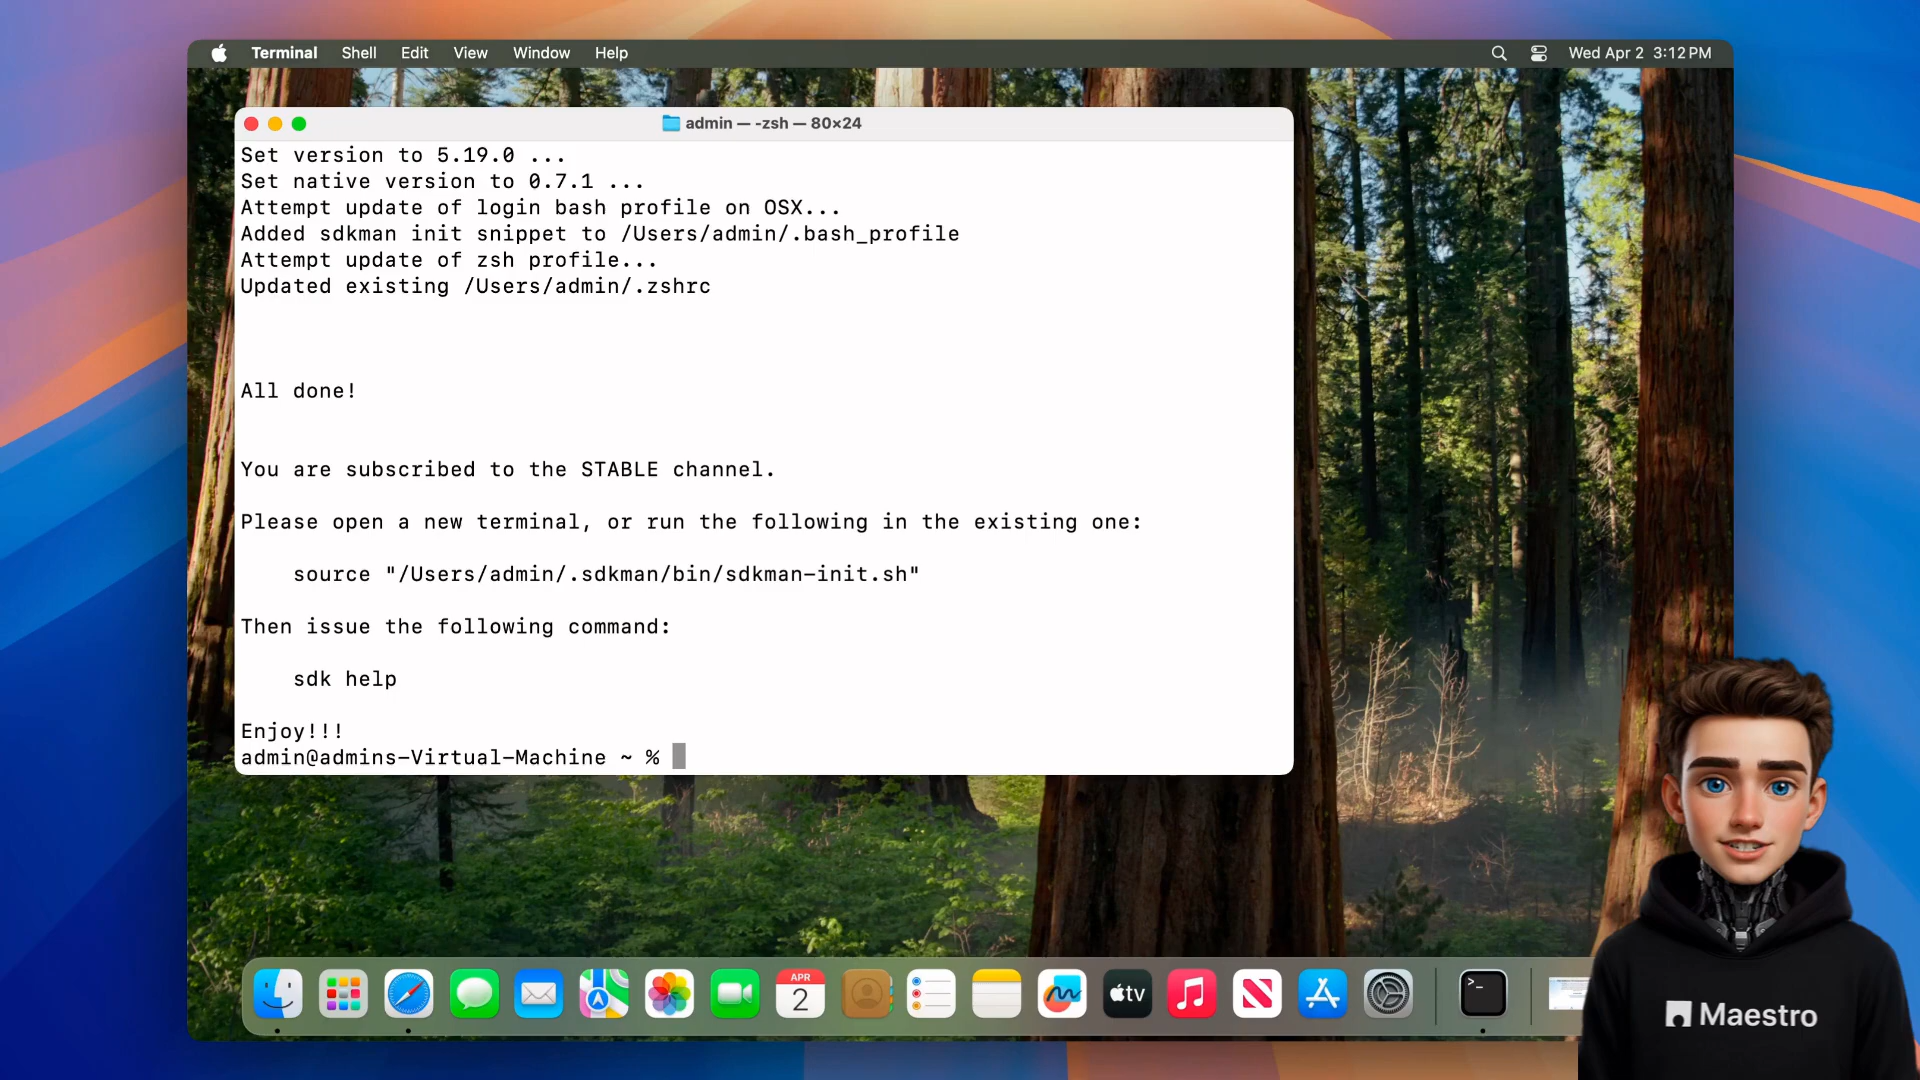 Terminal Shell Edit View Window Help Wed Apr 2 3:12 PM
admin — -zsh — 80×24
Set version to 5.19.0 ...
Set native version to 0.7.1 ...
Attempt update of login bash profile on OSX...
Added sdkman init snippet to /Users/admin/.bash_profile
Attempt update of zsh profile...
Updated existing /Users/admin/.zshrc
All done!
You are subscribed to the STABLE channel.
Please open a new terminal, or run the following in the existing one:
source "/Users/admin/.sdkman/bin/sdkman-init.sh"
Then issue the following command:
sdk help
Enjoy!!!
admin@admins-Virtual-Machine ~ %
APR
2
tv
>_
Maestro